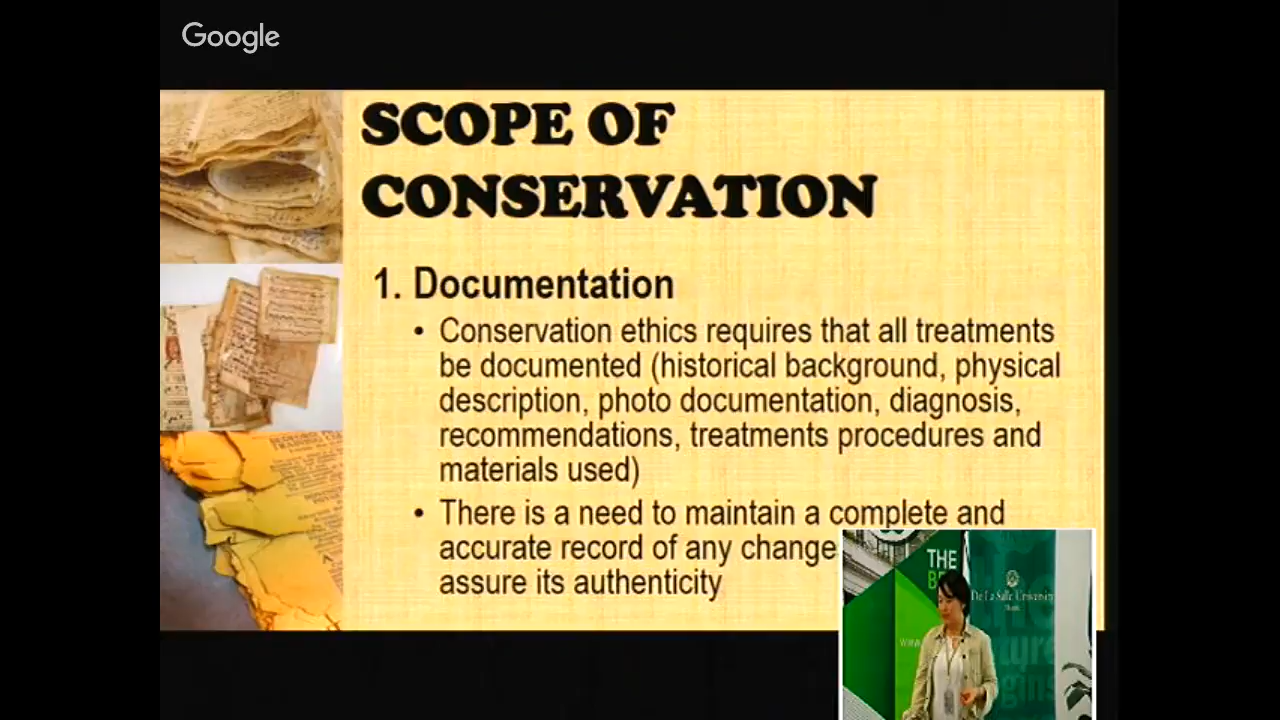 Google
SCOPE OF
CONSERVATION
1. Documentation
• Conservation ethics requires that all treatments
be documented (historical background, physical
description, photo documentation, diagnosis,
recommendations, treatments procedures and
materials used)
• There is a need to maintain a complete and
accurate record of any change
assure its authenticity
THE
De La Salle University